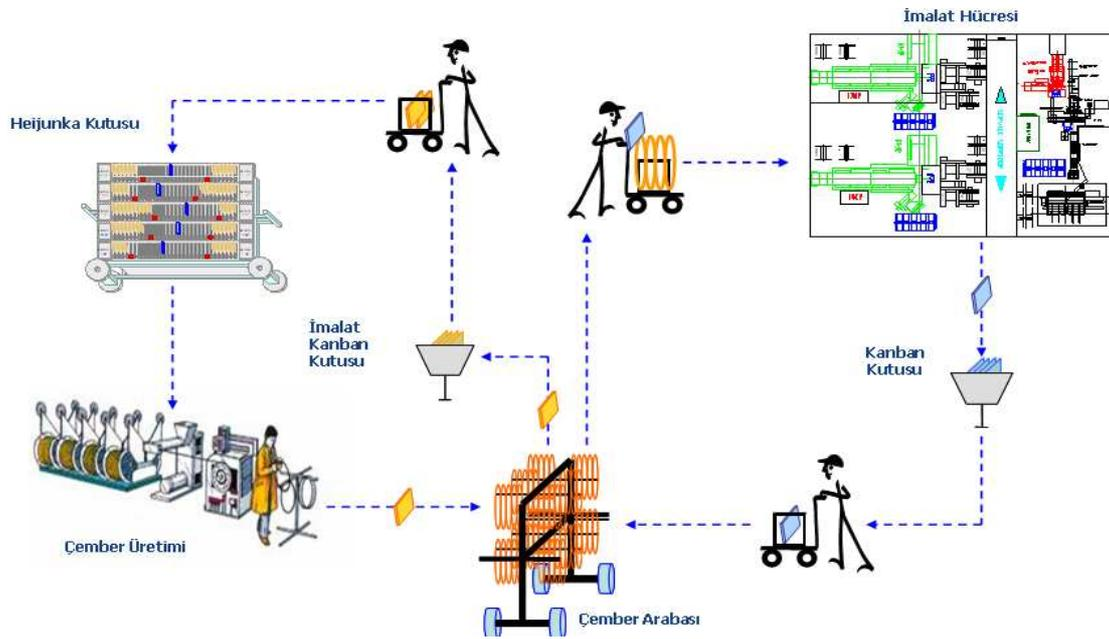 İmalat Hücresi
Heijunka Kutusu
İmalat
Kanban
Kutusu
Kanban
Kutusu
Çember Üretimi
Çember Arabası